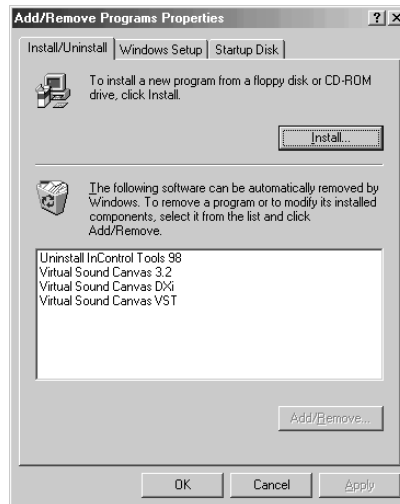 Add/Remove Programs Properties
Install/Uninstall Windows Setup Startup Disk
To install a new program from a floppy disk or CD-ROM
drive, click Install.
Install...
The following software can be automatically removed by
Windows. To remove a program or to modify its installed
components, select it from the list and click
Add/Remove.
Uninstall InControl Tools 98
Virtual Sound Canvas 3.2
Virtual Sound Canvas DXi
Virtual Sound Canvas VST
Add/Remove...
OK Cancel Apply